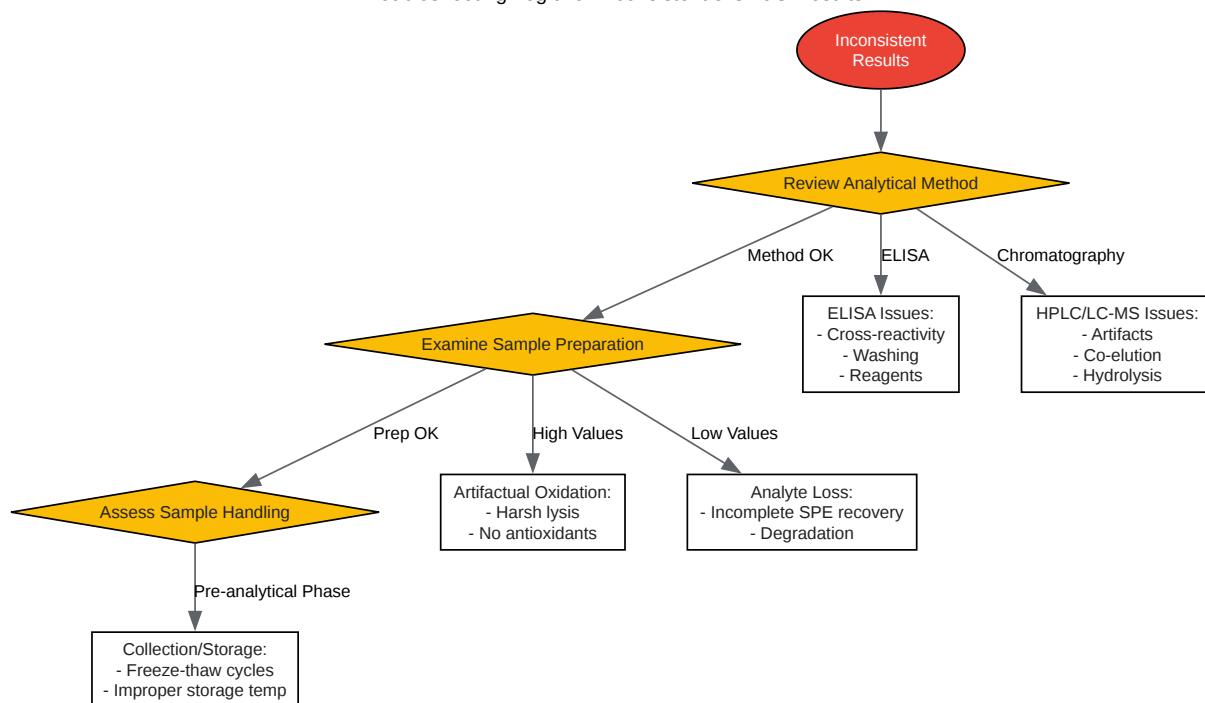 Inconsistent
Results
Review Analytical Method
Method OK
ELISA
Chromatography
ELISA Issues:
- Cross-reactivity
- Washing
- Reagents
HPLC/LC-MS Issues:
- Artifacts
- Co-elution
- Hydrolysis
Examine Sample Preparation
Prep OK
High Values
Low Values
Artifactual Oxidation:
- Harsh lysis
- No antioxidants
Analyte Loss:
- Incomplete SPE recovery
- Degradation
Assess Sample Handling
Pre-analytical Phase
Collection/Storage:
- Freeze-thaw cycles
- Improper storage temp